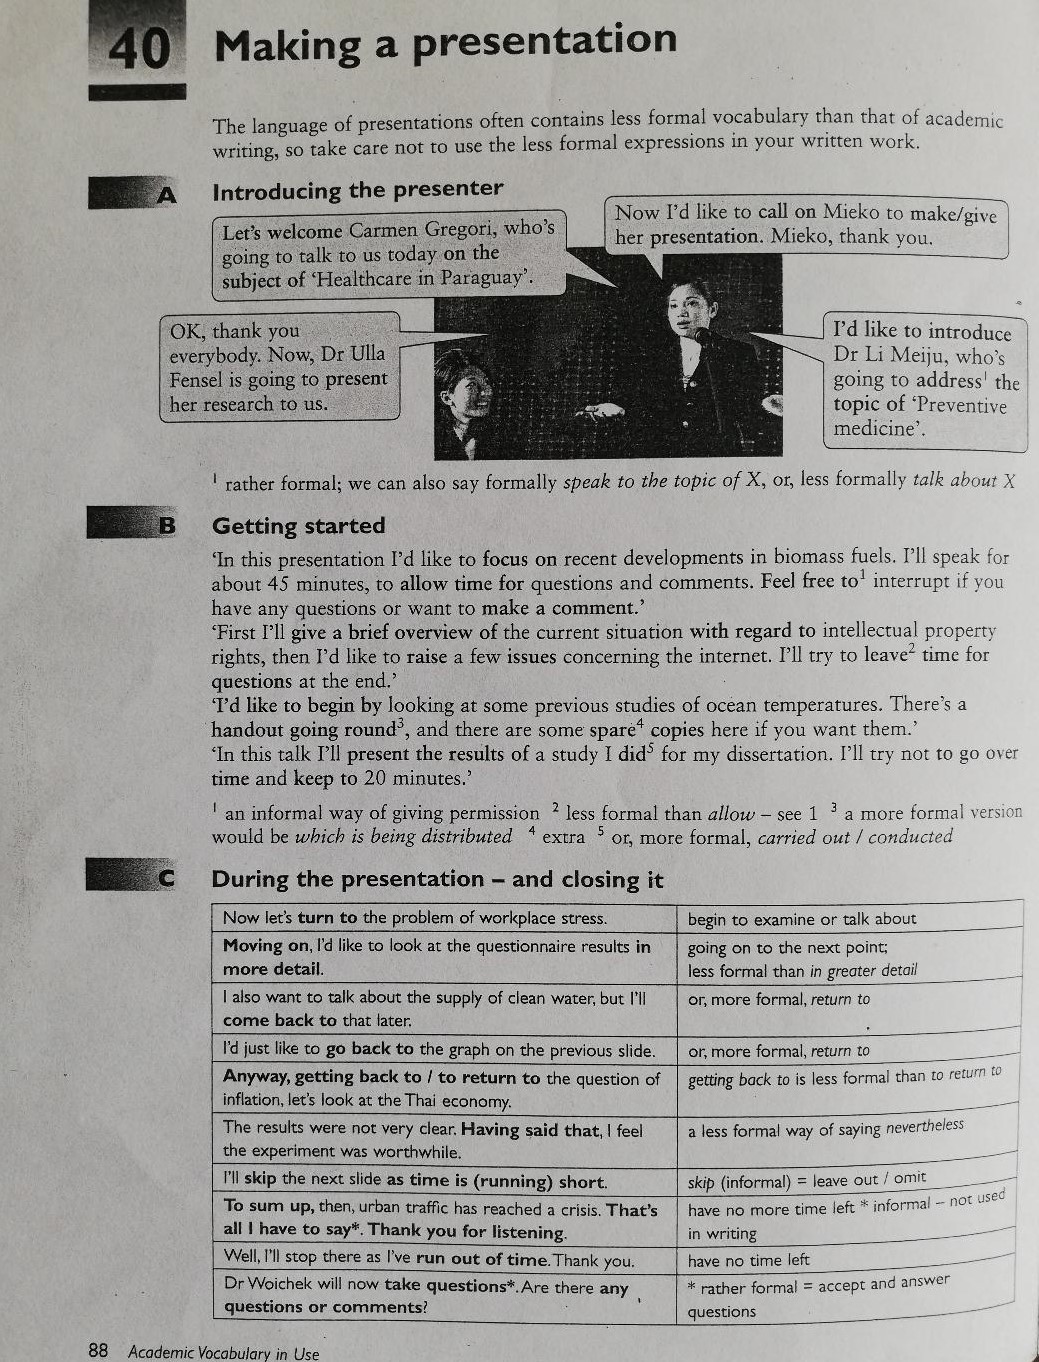 40 Making a presentation
The language of presentations often contains less formal vocabulary than that of academic
writing, so take care not to use the less formal expressions in your written work.
A Introducing the presenter
Let's welcome Carmen Gregori, who's
going to talk to us today on the
subject of 'Healthcare in Paraguay'.
Now I'd like to call on Mieko to make/give
her presentation. Mieko, thank you.
OK, thank you
everybody. Now, Dr Ulla
Fensel is going to present
her research to us.
I'd like to introduce
Dr Li Meiju, who's
going to address¹ the
topic of 'Preventive
medicine'.
¹ rather formal; we can also say formally speak to the topic of X, or, less formally talk about X
B Getting started
'In this presentation I'd like to focus on recent developments in biomass fuels. I'll speak for
about 45 minutes, to allow time for questions and comments. Feel free to¹ interrupt if you
have any questions or want to make a comment.'
'First I'll give a brief overview of the current situation with regard to intellectual property
rights, then I'd like to raise a few issues concerning the internet. I'll try to leave² time for
questions at the end.'
'I'd like to begin by looking at some previous studies of ocean temperatures. There's a
handout going round³, and there are some spare⁴ copies here if you want them.'
'In this talk I'll present the results of a study I did⁵ for my dissertation. I'll try not to go over
time and keep to 20 minutes.'
¹ an informal way of giving permission ² less formal than allow – see 1 ³ a more formal version
would be which is being distributed ⁴ extra ⁵ or, more formal, carried out / conducted
C During the presentation – and closing it
Now let's turn to the problem of workplace stress. begin to examine or talk about
Moving on, I'd like to look at the questionnaire results in
more detail.
going on to the next point;
less formal than in greater detail
I also want to talk about the supply of clean water, but I'll
come back to that later.
or, more formal, return to
I'd just like to go back to the graph on the previous slide. or, more formal, return to
Anyway, getting back to / to return to the question of
inflation, let's look at the Thai economy.
getting back to is less formal than to return to
The results were not very clear. Having said that, I feel
the experiment was worthwhile.
a less formal way of saying nevertheless
I'll skip the next slide as time is (running) short. skip (informal) = leave out / omit
To sum up, then, urban traffic has reached a crisis. That's
all I have to say*. Thank you for listening.
have no more time left * informal – not used
in writing
Well, I'll stop there as I've run out of time. Thank you. have no time left
Dr Woichek will now take questions*. Are there any
questions or comments?
* rather formal = accept and answer
questions
88 Academic Vocabulary in Use